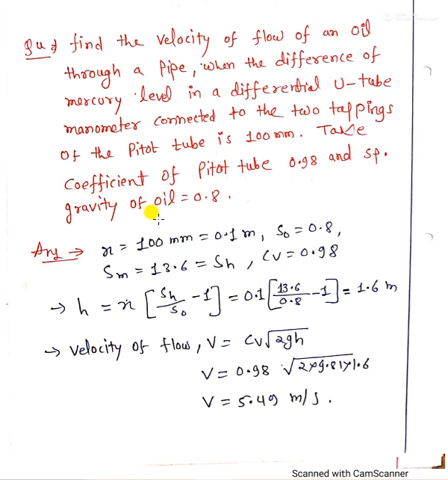 Que→ find the velocity of flow of an oil
through a pipe, when the difference of
mercury level in a differential U-tube
manometer connected to the two tappings
of the Pitot tube is 100 mm. Take
coefficient of Pitot tube 0.98 and sp.
gravity of oil = 0.8.
Ans → x = 100 mm = 0.1 m, So = 0.8,
Sm = 13.6 = Sh, Cv = 0.98
→ h = x [Sh/So - 1] = 0.1 [13.6/0.8 - 1] = 1.6 m
→ velocity of flow, V = Cv√2gh
V = 0.98 √2×9.81×1.6
V = 5.49 m/s.
Scanned with CamScanner